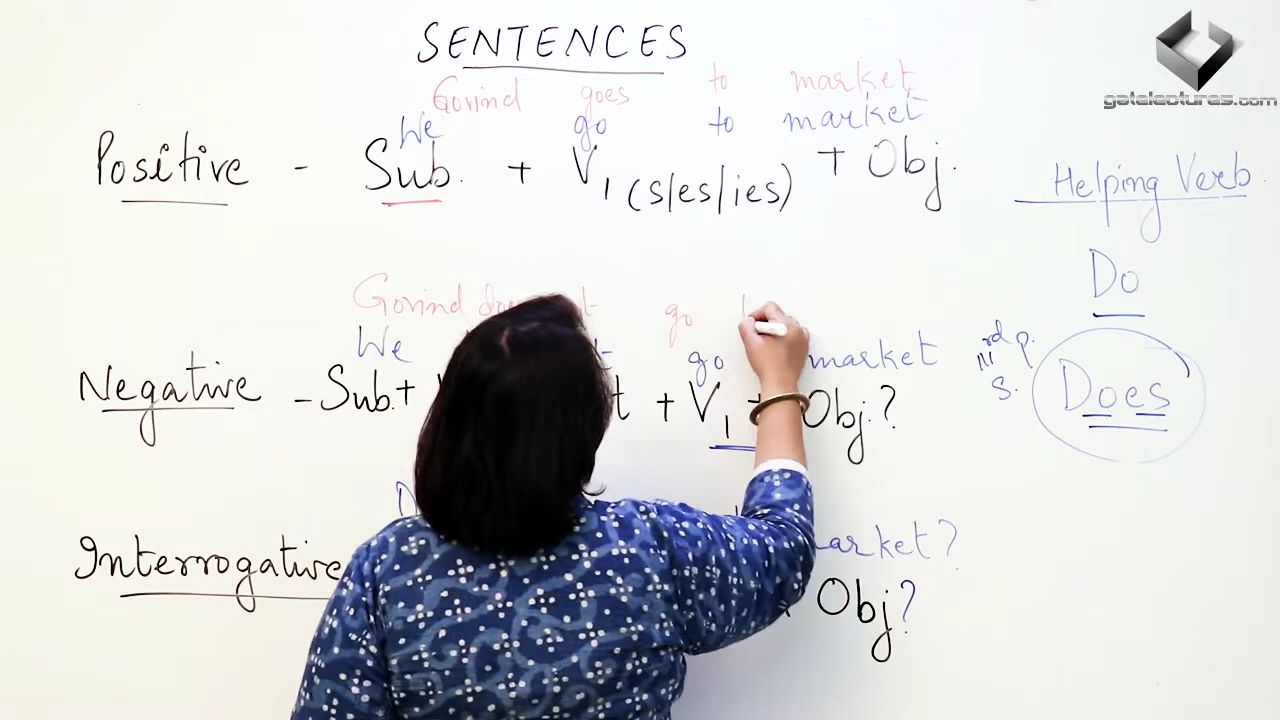 SENTENCES
gatelectures.com
Govind goes to market
We go to market
Positive - Sub. + V1 (s/es/ies) + Obj.
Helping Verb.
Do
Govind go
We go market
IIIrd p.
s.
Does
Negative - Sub + + V1 Obj.?
market?
Interrogative Obj?